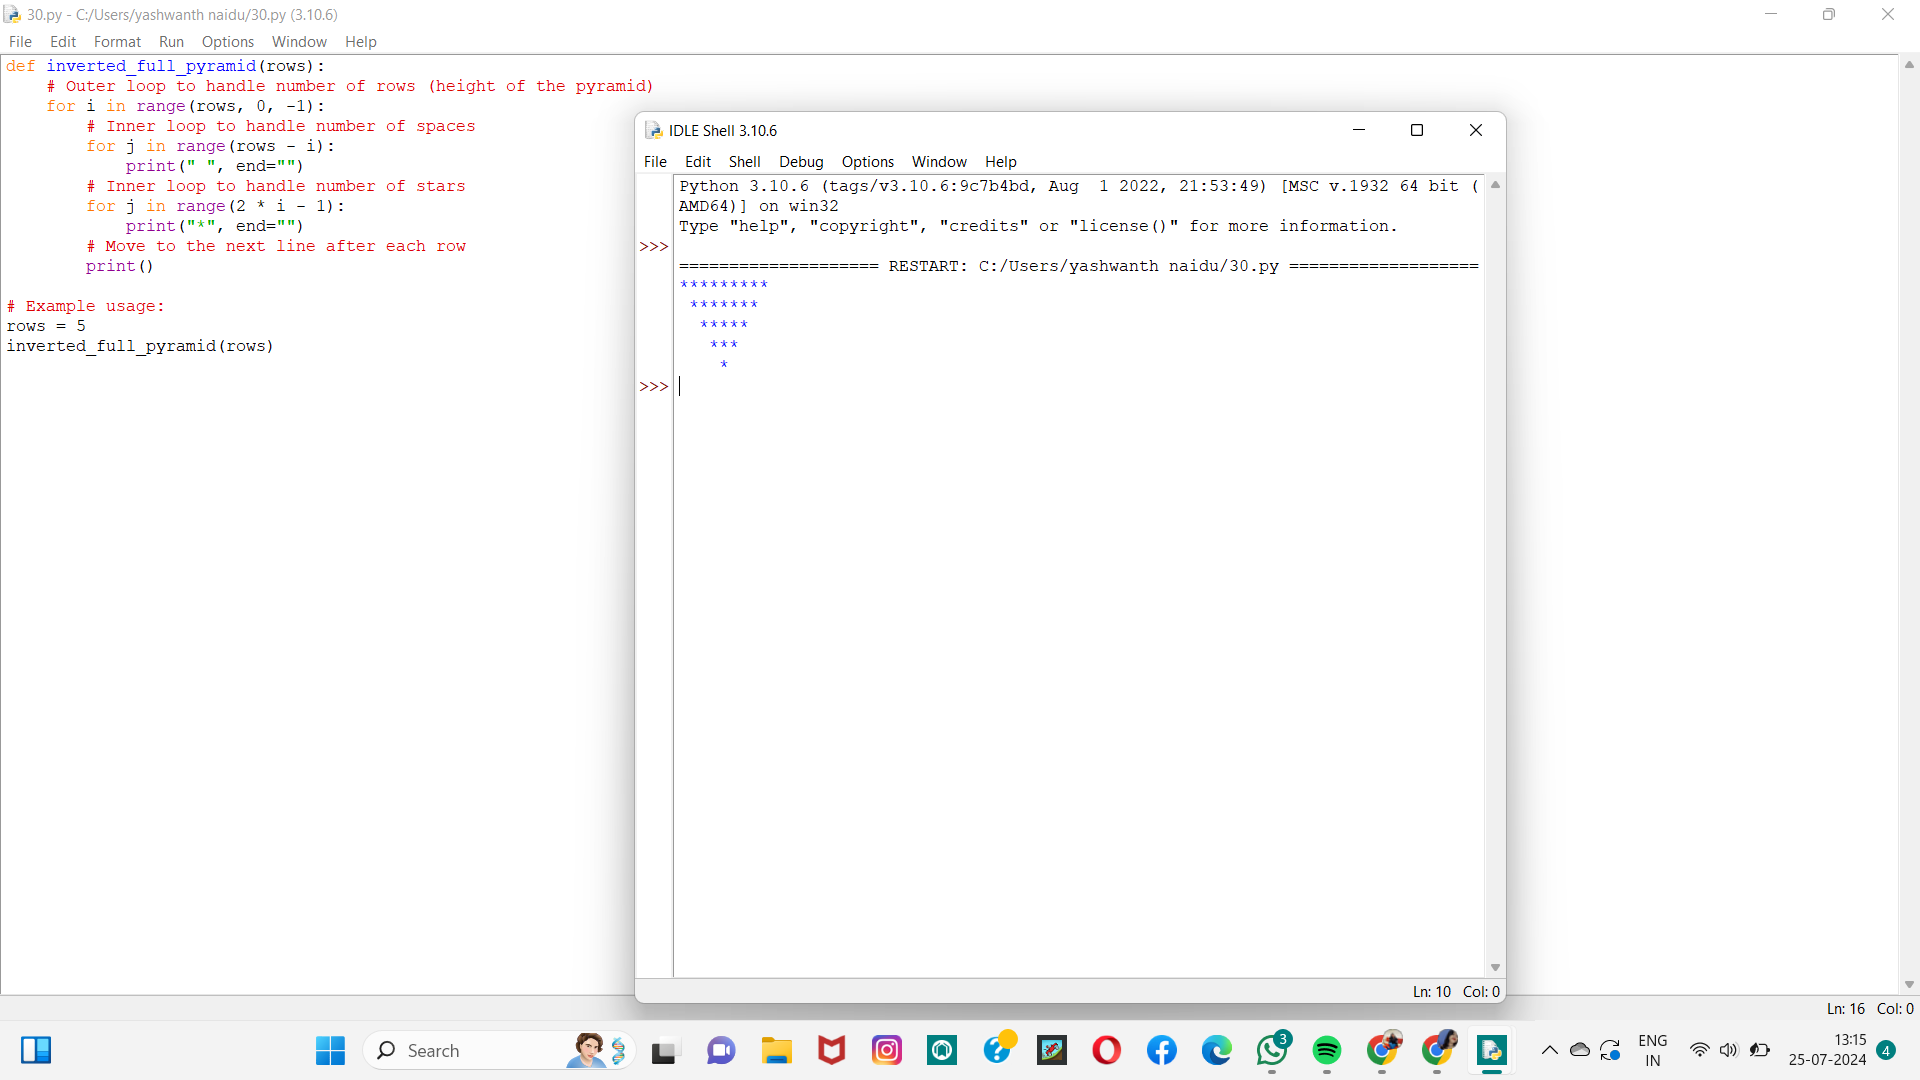 30.py - C:/Users/yashwanth naidu/30.py (3.10.6)
File Edit Format Run Options Window Help
def inverted_full_pyramid(rows):
    # Outer loop to handle number of rows (height of the pyramid)
    for i in range(rows, 0, -1):
        # Inner loop to handle number of spaces
        for j in range(rows - i):
            print(" ", end="")
        # Inner loop to handle number of stars
        for j in range(2 * i - 1):
            print("*", end="")
        # Move to the next line after each row
        print()
# Example usage:
rows = 5
inverted_full_pyramid(rows)
IDLE Shell 3.10.6
File Edit Shell Debug Options Window Help
Python 3.10.6 (tags/v3.10.6:9c7b4bd, Aug  1 2022, 21:53:49) [MSC v.1932 64 bit (
AMD64)] on win32
Type "help", "copyright", "credits" or "license()" for more information.
>>>
==================== RESTART: C:/Users/yashwanth naidu/30.py ===================
*********
 *******
  *****
   ***
    *
>>>
Ln: 10 Col: 0
Ln: 16 Col: 0
Search
3
ENG
IN
13:15
25-07-2024
4